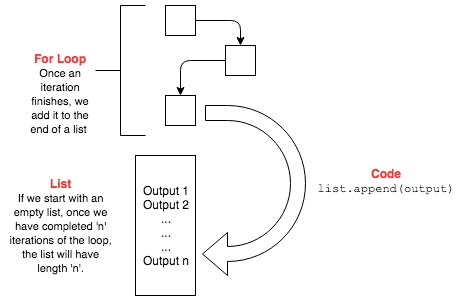 For Loop
Once an
iteration
finishes, we
add it to the
end of a list
List
If we start with an
empty list, once we
have completed 'n'
iterations of the loop,
the list will have
length 'n'.
Output 1
Output 2
...
...
...
Output n
Code
list.append(output)